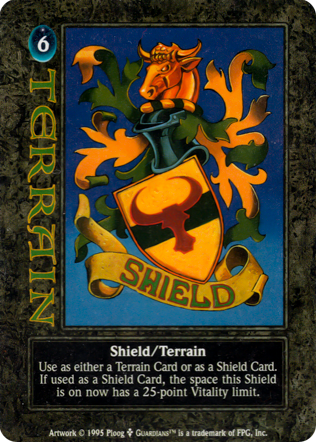 6
TERRAIN
SHIELD
Shield/Terrain
Use as either a Terrain Card or as a Shield Card.
If used as a Shield Card, the space this Shield
is on now has a 25-point Vitality limit.
Artwork © 1995 Ploog GUARDIANS™ is a trademark of FPG, Inc.